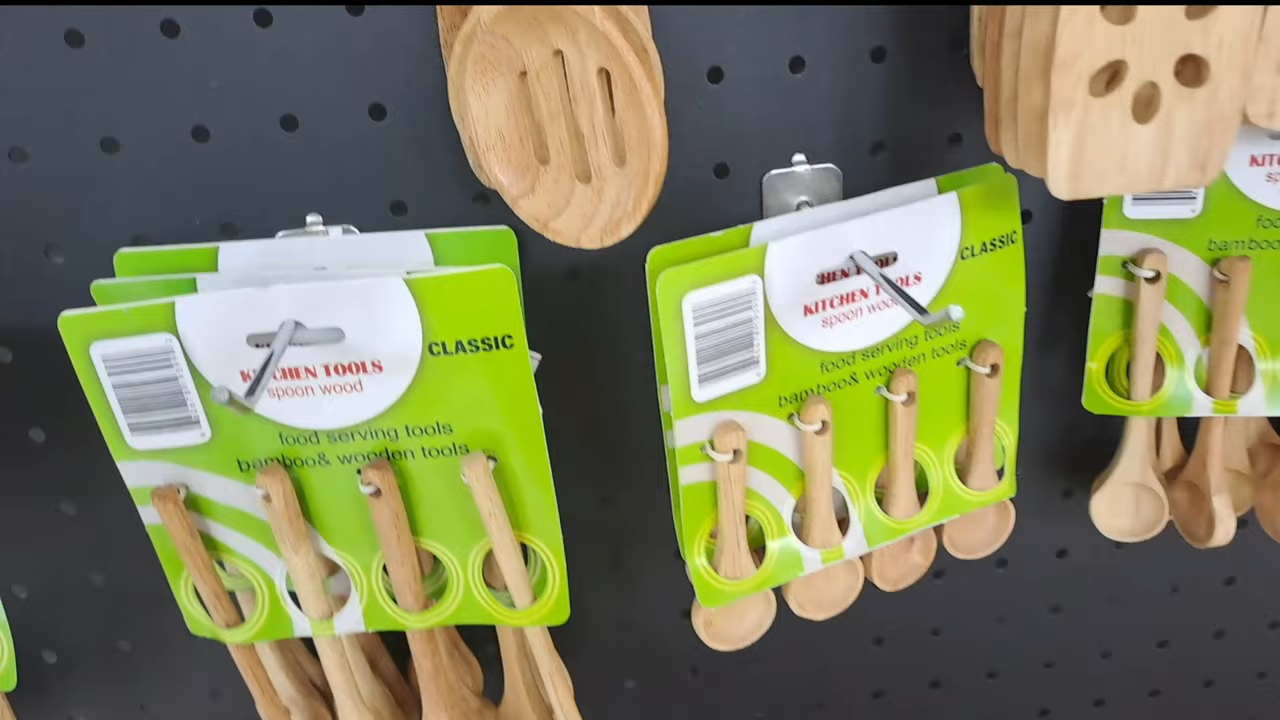 KITCHEN TOOLS
spoon wood
CLASSIC
food serving tools
bamboo& wooden tools
KITCHEN TOOLS
spoon wood
CLASSIC
food serving tools
bamboo& wooden tools